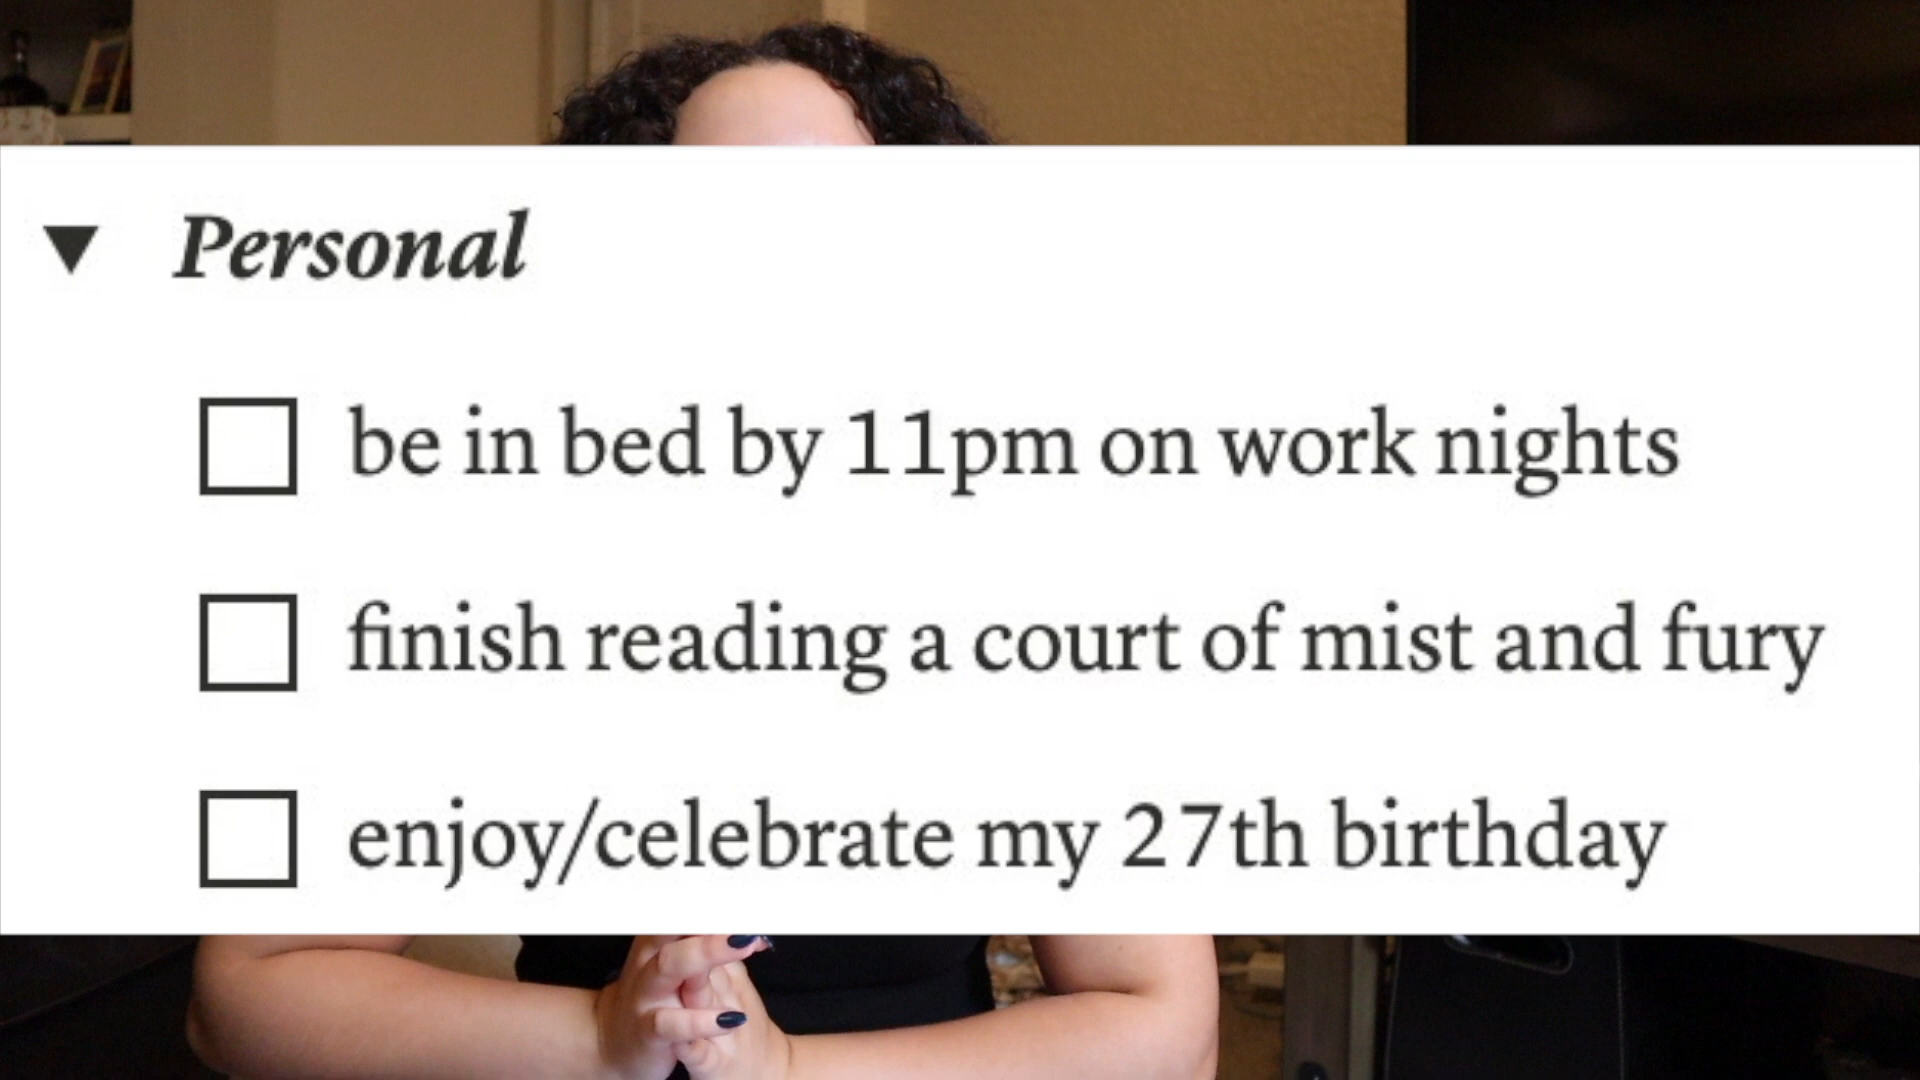 Personal
be in bed by 11pm on work nights
finish reading a court of mist and fury
enjoy/celebrate my 27th birthday